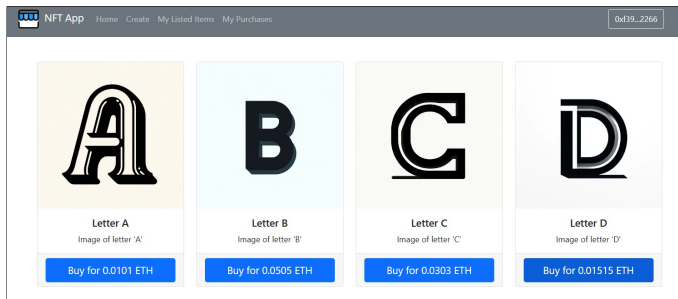 NFT App Home Create My Listed Items My Purchases 0xf39...2266
A B C D
Letter A Letter B Letter C Letter D
Image of letter 'A' Image of letter 'B' Image of letter 'C' Image of letter 'D'
Buy for 0.0101 ETH Buy for 0.0505 ETH Buy for 0.0303 ETH Buy for 0.01515 ETH